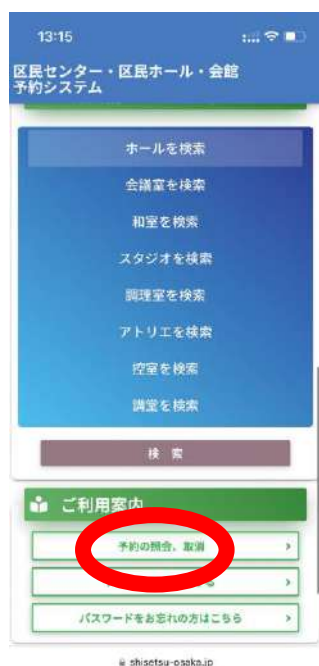 13:15
区民センター・区民ホール・会館
予約システム
ホールを検索
会議室を検索
和室を検索
スタジオを検索
調理室を検索
アトリエを検索
控室を検索
講堂を検索
検 索
ご利用案内
予約の照会、取消
る
パスワードをお忘れの方はこちら
shisetsu-osaka.jp